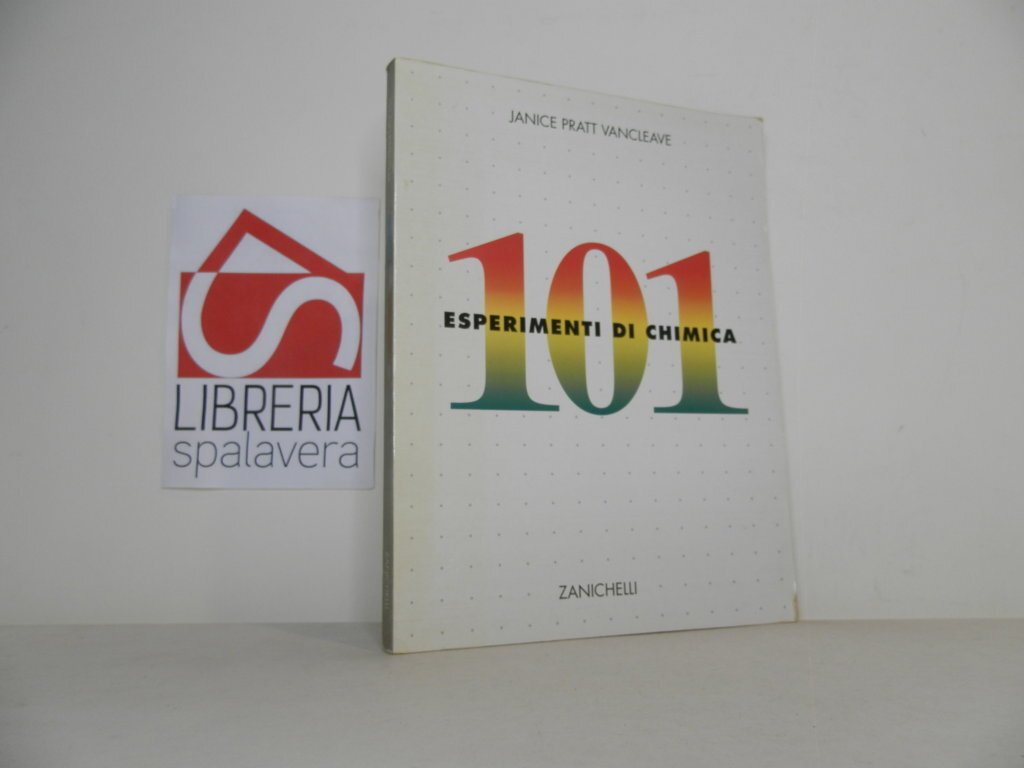 JANICE PRATT VANCLEAVE
101
ESPERIMENTI DI CHIMICA
ZANICHELLI
LIBRERIA
spalavera